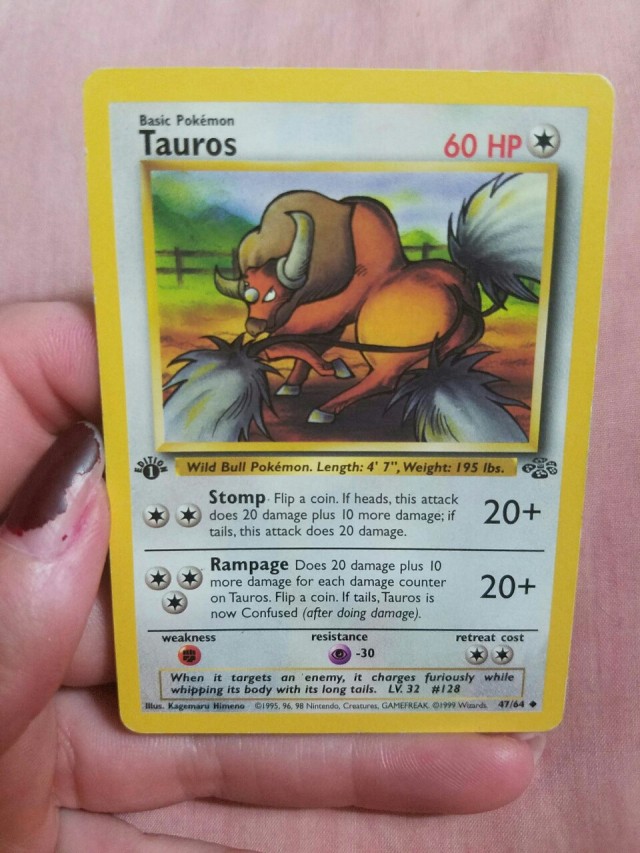 Basic Pokémon
Tauros
60 HP
EDITION
1
Wild Bull Pokémon. Length: 4' 7", Weight: 195 lbs.
Stomp Flip a coin. If heads, this attack
does 20 damage plus 10 more damage; if
tails, this attack does 20 damage.
20+
Rampage Does 20 damage plus 10
more damage for each damage counter
on Tauros. Flip a coin. If tails, Tauros is
now Confused (after doing damage).
20+
weakness
resistance
retreat cost
-30
When it targets an enemy, it charges furiously while
whipping its body with its long tails. LV. 32 #128
Illus. Kagemaru Himeno ©1995, 96, 98 Nintendo, Creatures, GAMEFREAK. ©1999 Wizards. 47/64